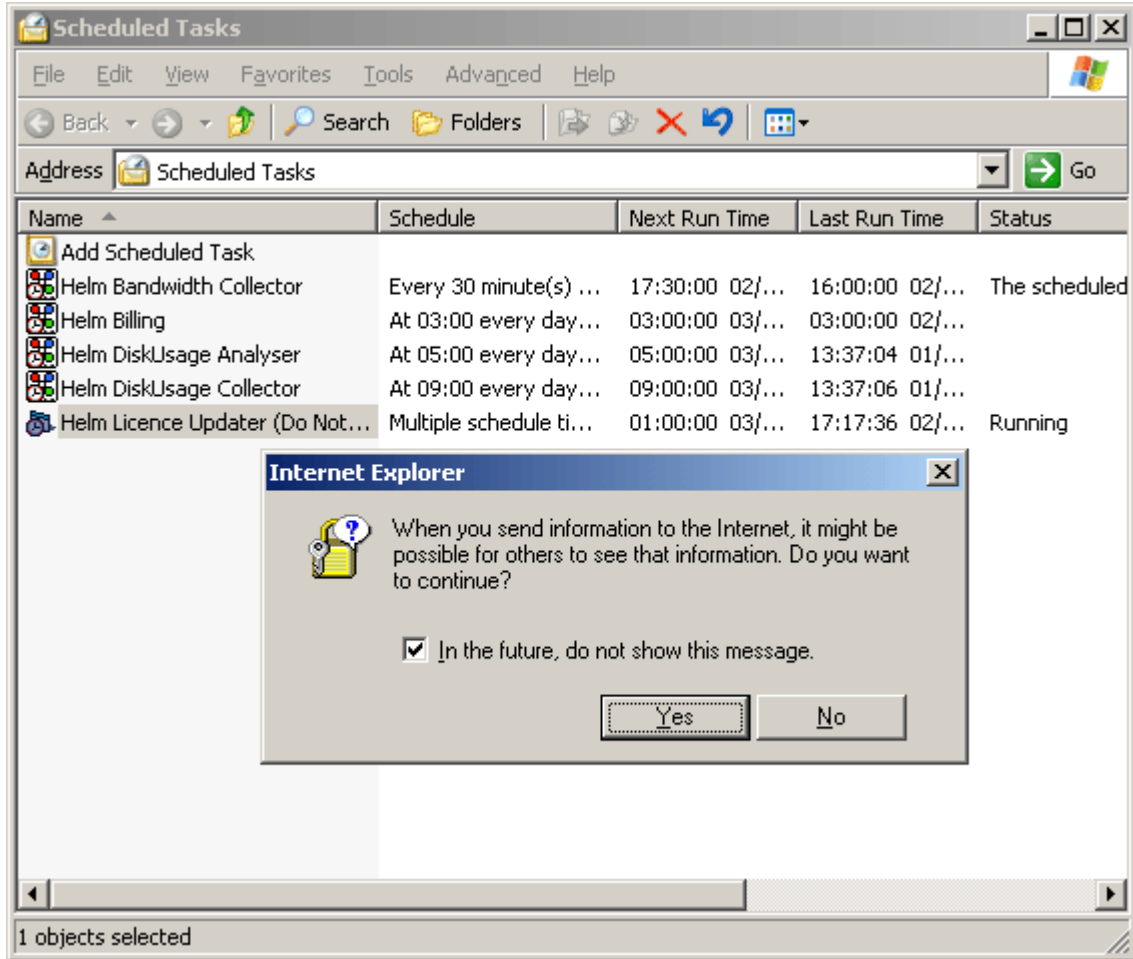 Scheduled Tasks
File Edit View Favorites Tools Advanced Help
Back Search Folders
Address Scheduled Tasks Go
Name Schedule Next Run Time Last Run Time Status
Add Scheduled Task
Helm Bandwidth Collector Every 30 minute(s) ... 17:30:00 02/... 16:00:00 02/... The scheduled
Helm Billing At 03:00 every day... 03:00:00 03/... 03:00:00 02/...
Helm DiskUsage Analyser At 05:00 every day... 05:00:00 03/... 13:37:04 01/...
Helm DiskUsage Collector At 09:00 every day... 09:00:00 03/... 13:37:06 01/...
Helm Licence Updater (Do Not... Multiple schedule ti... 01:00:00 03/... 17:17:36 02/... Running
Internet Explorer
When you send information to the Internet, it might be
possible for others to see that information. Do you want
to continue?
In the future, do not show this message.
Yes No
1 objects selected